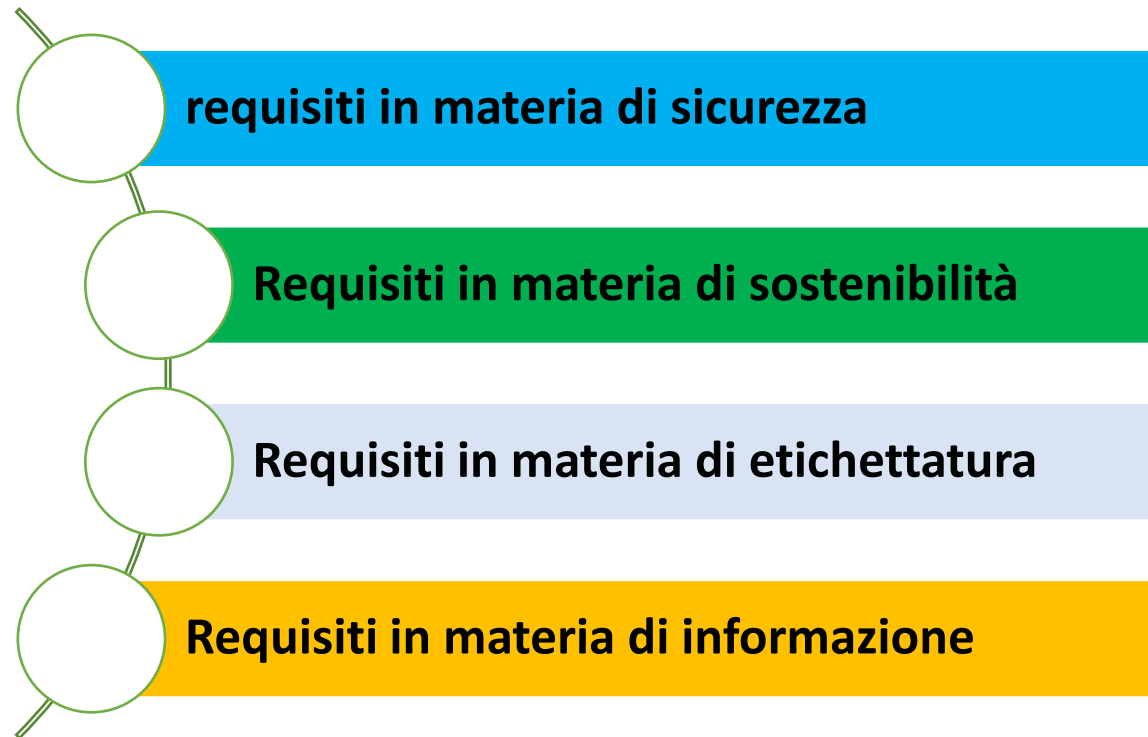 requisiti in materia di sicurezza
Requisiti in materia di sostenibilità
Requisiti in materia di etichettatura
Requisiti in materia di informazione